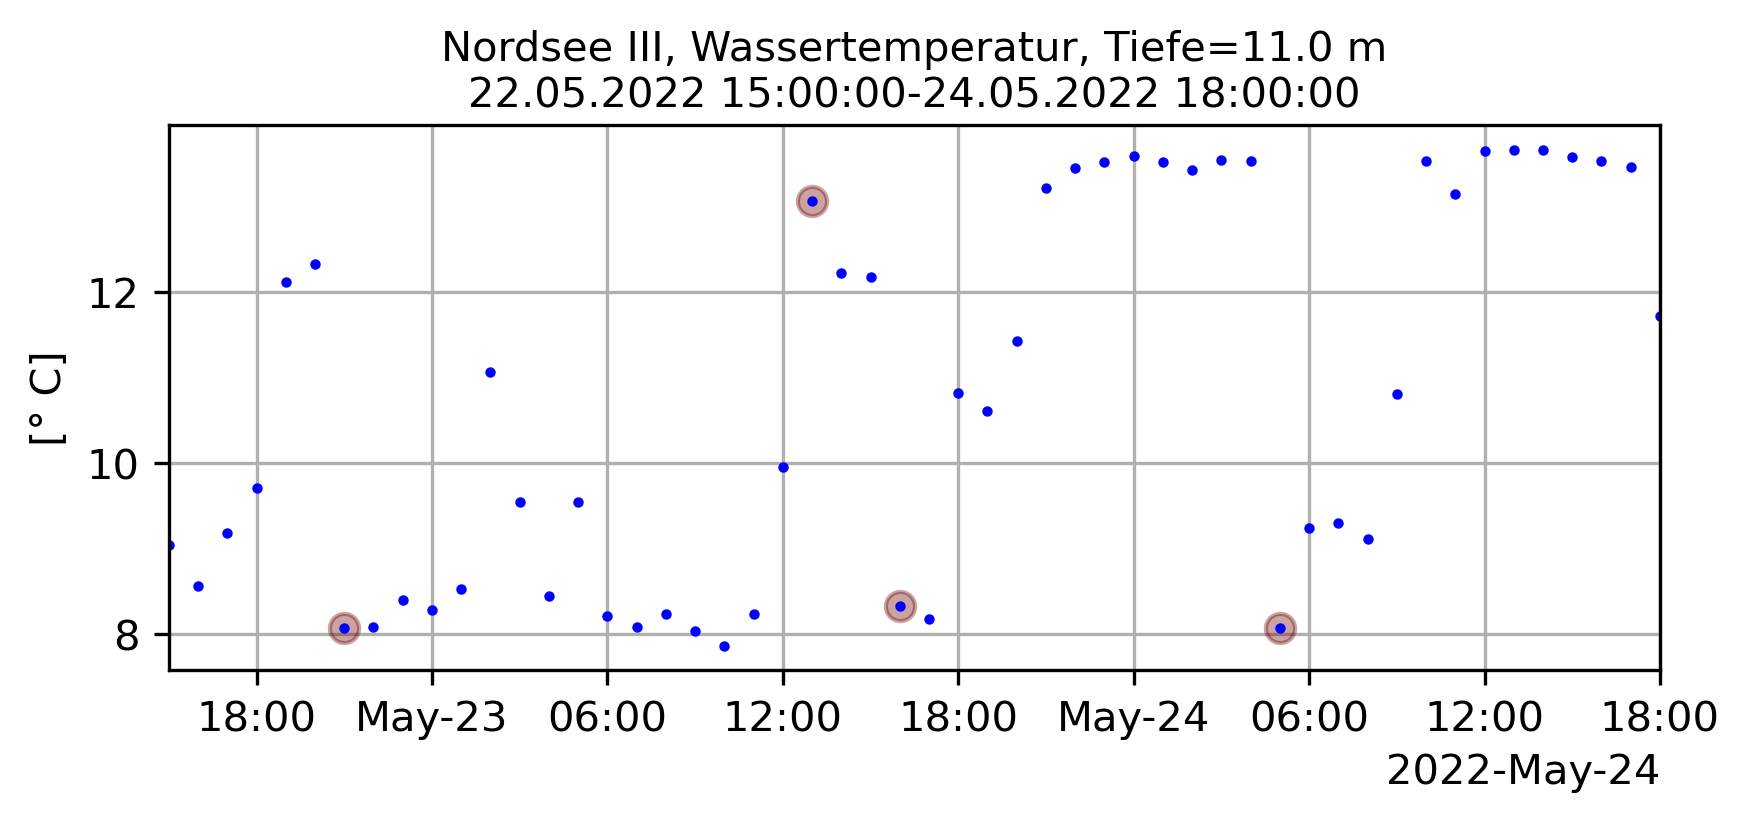 Nordsee III, Wassertemperatur, Tiefe=11.0 m
22.05.2022 15:00:00-24.05.2022 18:00:00
[° C]
12
10
8
18:00 May-23 06:00 12:00 18:00 May-24 06:00 12:00 18:00
2022-May-24